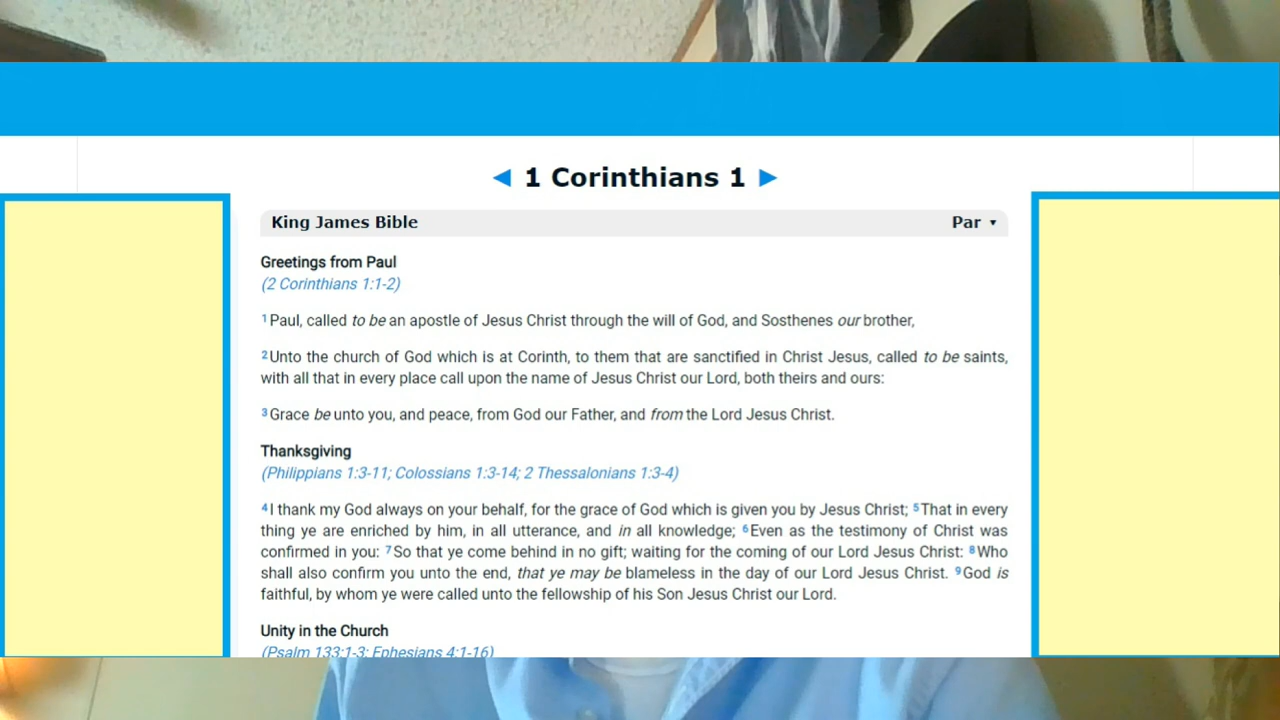 ◄ 1 Corinthians 1 ►
King James Bible Par ▼
Greetings from Paul
(2 Corinthians 1:1-2)
1 Paul, called to be an apostle of Jesus Christ through the will of God, and Sosthenes our brother,
2 Unto the church of God which is at Corinth, to them that are sanctified in Christ Jesus, called to be saints,
with all that in every place call upon the name of Jesus Christ our Lord, both theirs and ours:
3 Grace be unto you, and peace, from God our Father, and from the Lord Jesus Christ.
Thanksgiving
(Philippians 1:3-11; Colossians 1:3-14; 2 Thessalonians 1:3-4)
4 I thank my God always on your behalf, for the grace of God which is given you by Jesus Christ; 5 That in every
thing ye are enriched by him, in all utterance, and in all knowledge; 6 Even as the testimony of Christ was
confirmed in you: 7 So that ye come behind in no gift; waiting for the coming of our Lord Jesus Christ: 8 Who
shall also confirm you unto the end, that ye may be blameless in the day of our Lord Jesus Christ. 9 God is
faithful, by whom ye were called unto the fellowship of his Son Jesus Christ our Lord.
Unity in the Church
(Psalm 133:1-3; Ephesians 4:1-16)